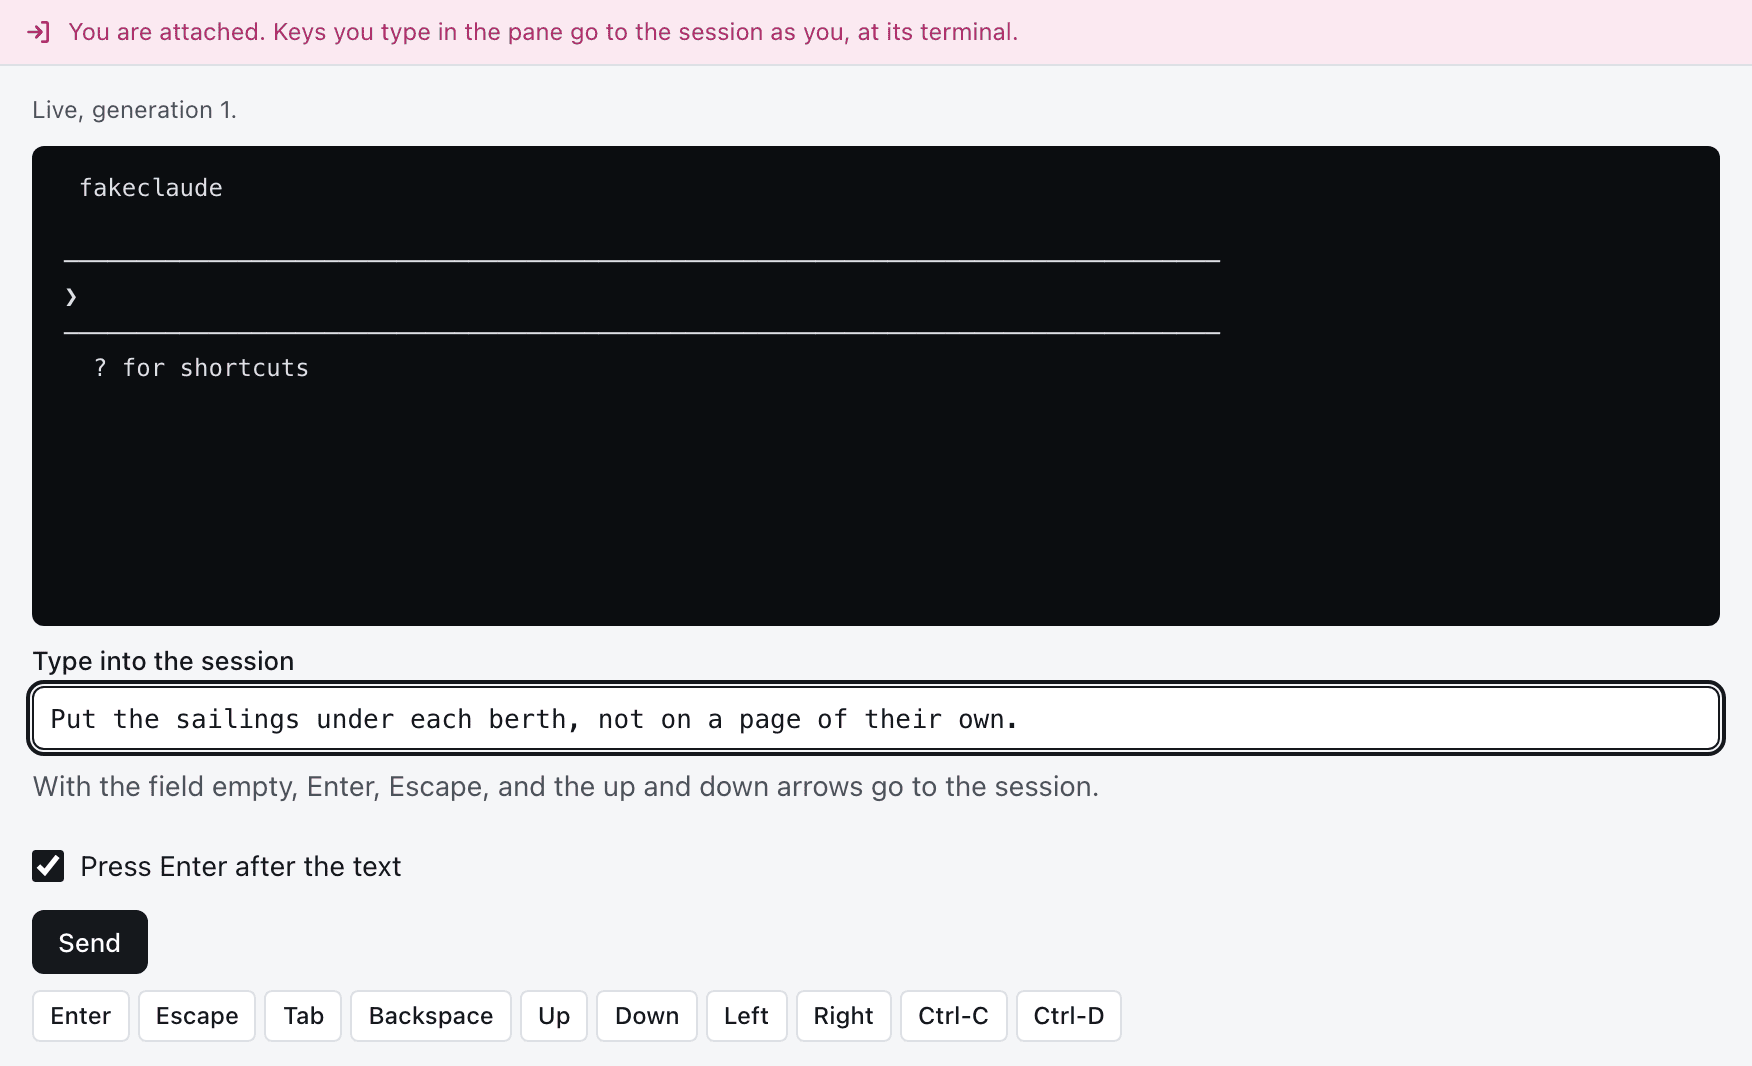 You are attached. Keys you type in the pane go to the session as you, at its terminal.
Live, generation 1.
fakeclaude
❯
? for shortcuts
Type into the session
Put the sailings under each berth, not on a page of their own.
With the field empty, Enter, Escape, and the up and down arrows go to the session.
Press Enter after the text
Send
Enter Escape Tab Backspace Up Down Left Right Ctrl-C Ctrl-D